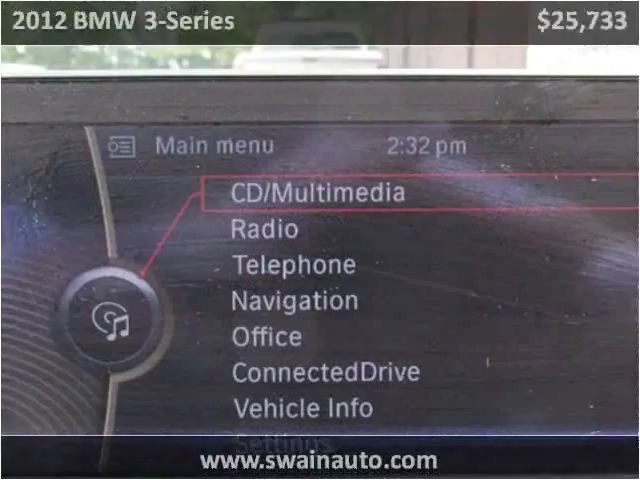 2012 BMW 3-Series $25,733
Main menu 2:32 pm
CD/Multimedia
Radio
Telephone
Navigation
Office
ConnectedDrive
Vehicle Info
Settings
www.swainauto.com